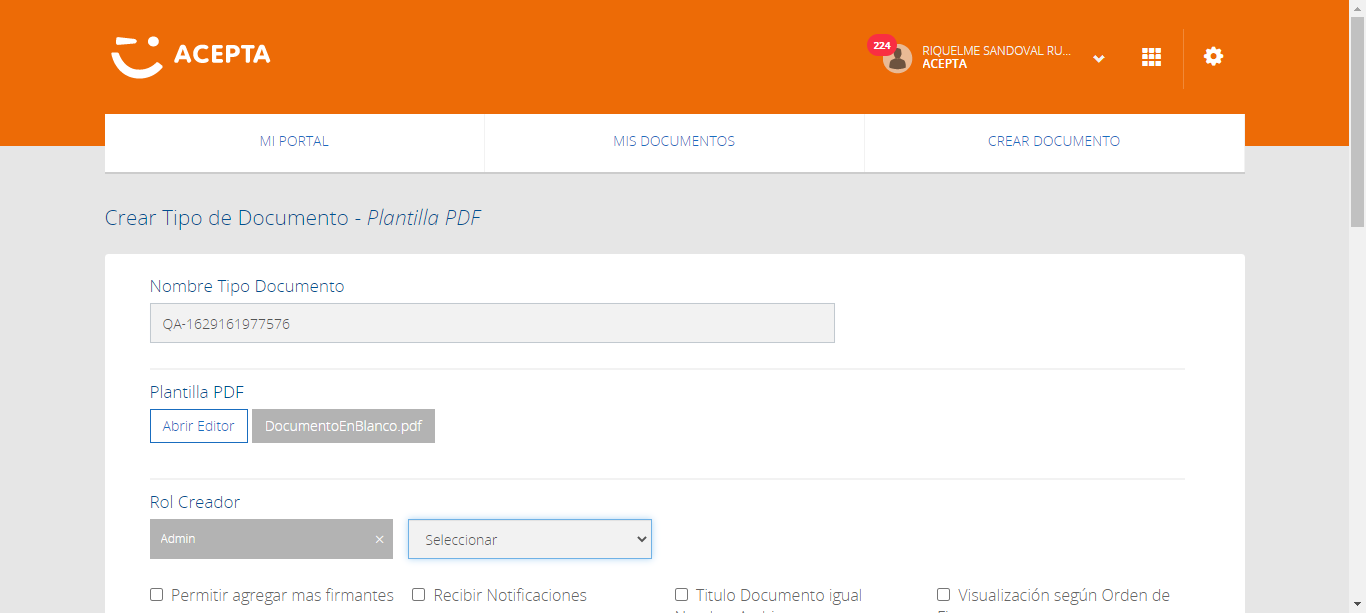 ACEPTA
224
RIQUELME SANDOVAL RU...
ACEPTA
MI PORTAL
MIS DOCUMENTOS
CREAR DOCUMENTO
Crear Tipo de Documento - Plantilla PDF
Nombre Tipo Documento
QA-1629161977576
Plantilla PDF
Abrir Editor
DocumentoEnBlanco.pdf
Rol Creador
Admin ×
Seleccionar
Permitir agregar mas firmantes
Recibir Notificaciones
Titulo Documento igual
Visualización según Orden de